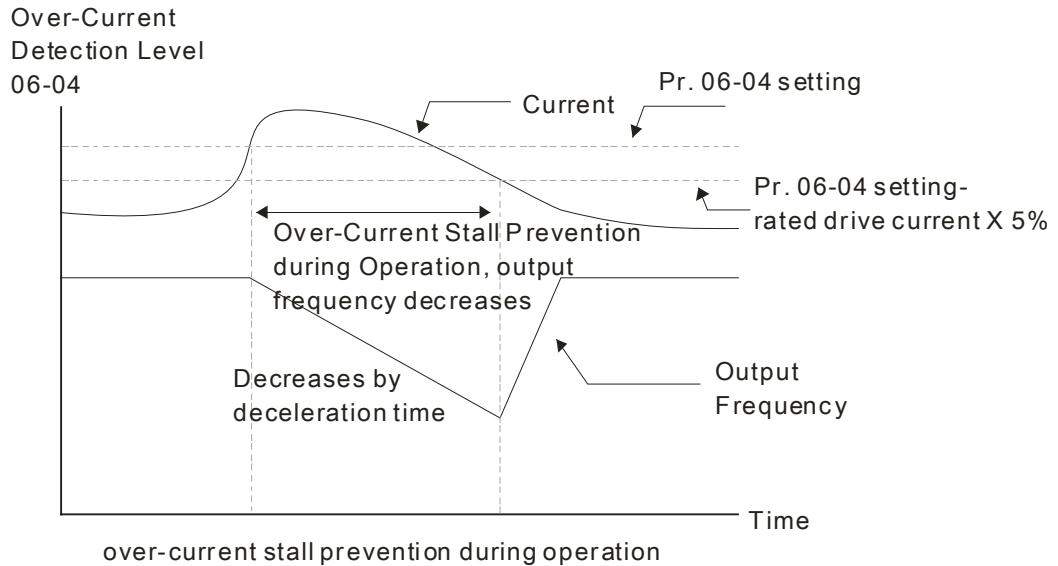 Over-Current
Detection Level
06-04
Pr. 06-04 setting
Current
Pr. 06-04 setting-
rated drive current X 5%
Over-Current Stall Prevention
during Operation, output
frequency decreases
Decreases by
deceleration time
Output
Frequency
Time
over-current stall prevention during operation